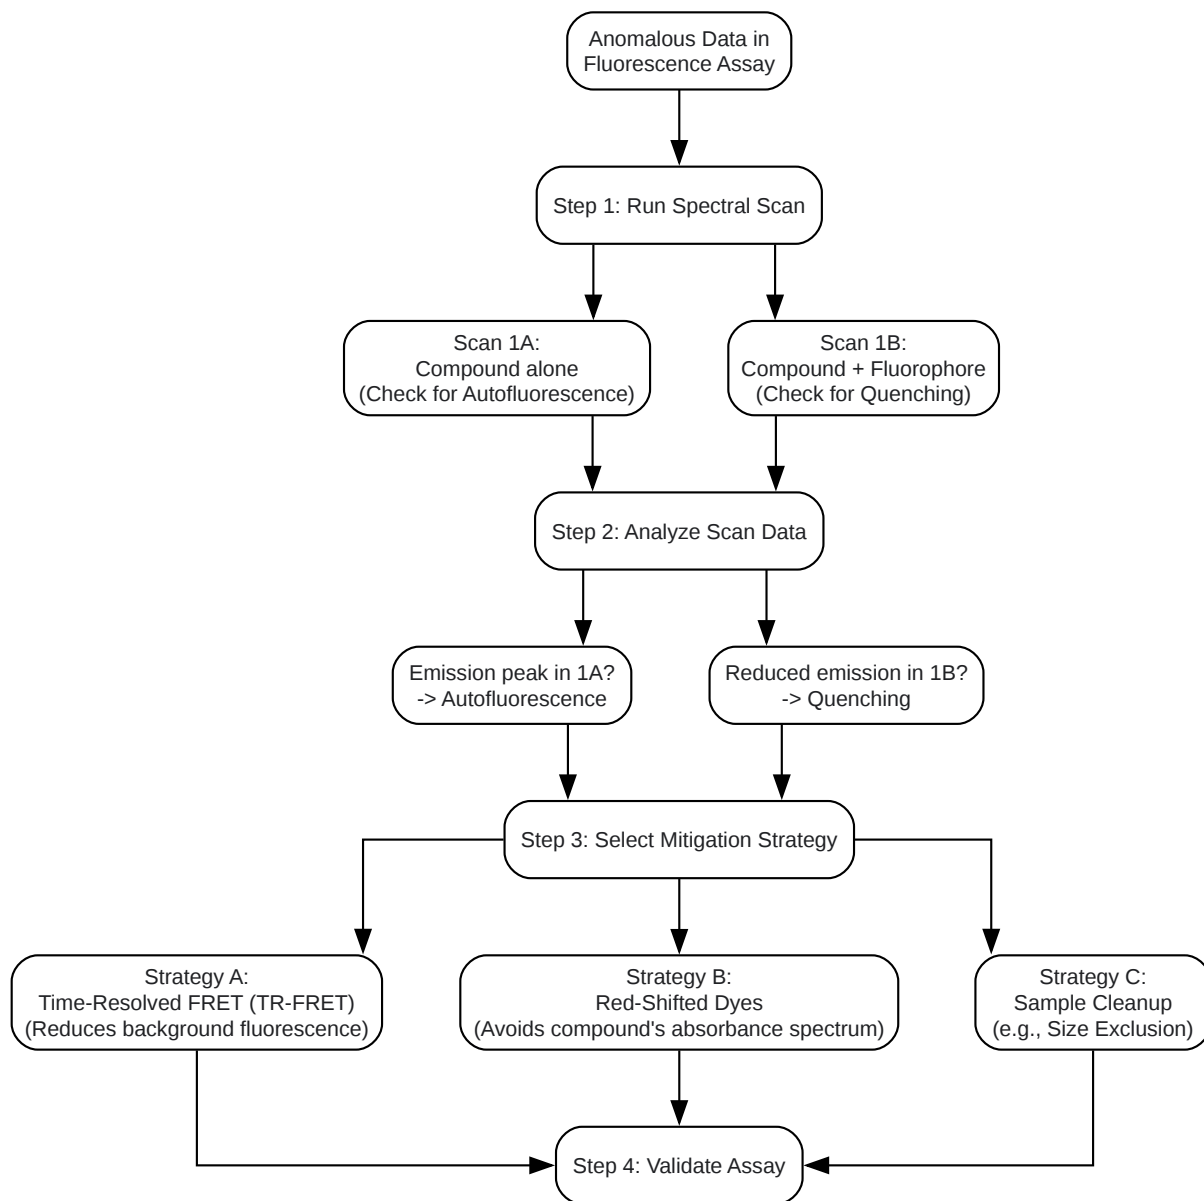 Anomalous Data in
Fluorescence Assay
Step 1: Run Spectral Scan
Scan 1A:
Compound alone
(Check for Autofluorescence)
Scan 1B:
Compound + Fluorophore
(Check for Quenching)
Step 2: Analyze Scan Data
Emission peak in 1A?
-> Autofluorescence
Reduced emission in 1B?
-> Quenching
Step 3: Select Mitigation Strategy
Strategy A:
Time-Resolved FRET (TR-FRET)
(Reduces background fluorescence)
Strategy B:
Red-Shifted Dyes
(Avoids compound's absorbance spectrum)
Strategy C:
Sample Cleanup
(e.g., Size Exclusion)
Step 4: Validate Assay